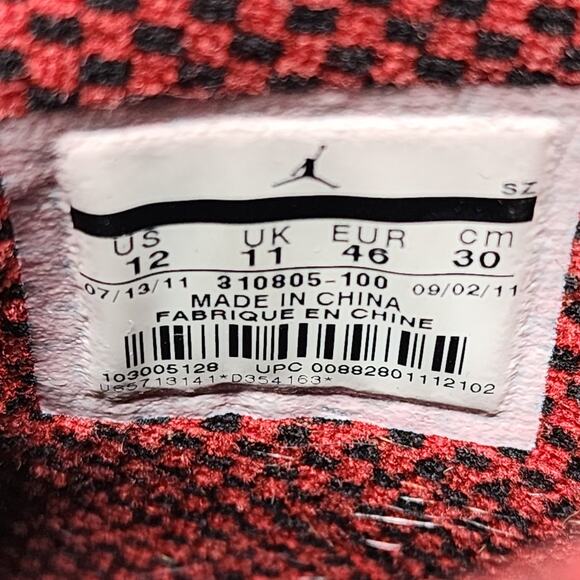 SZ
US UK EUR cm
12 11 46 30
07/13/11 310805-100 09/02/11
MADE IN CHINA
FABRIQUE EN CHINE
103005128 UPC 00882801112102
U65713141*D354163*